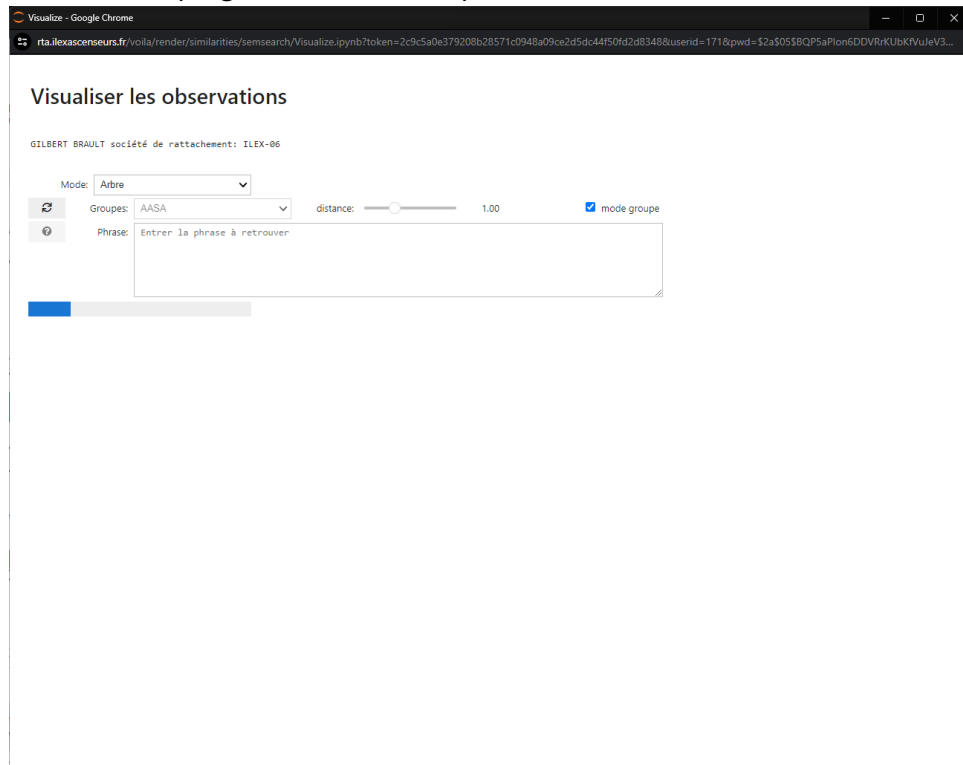 Visualize - Google Chrome
rta.ilexascenseurs.fr/voila/render/similarities/semsearch/Visualize.ipynb?token=2c9c5a0e379208b28571c0948a09ce2d5dc44f50fd2d8348&userid=171&pwd=$2a$05$BQP5aPlon6DDVRrKUbKfVuJeV3...
Visualiser les observations
GILBERT BRAULT société de rattachement: ILEX-06
Mode: Arbre
Groupes: AASA distance: 1.00 mode groupe
Phrase: Entrer la phrase à retrouver